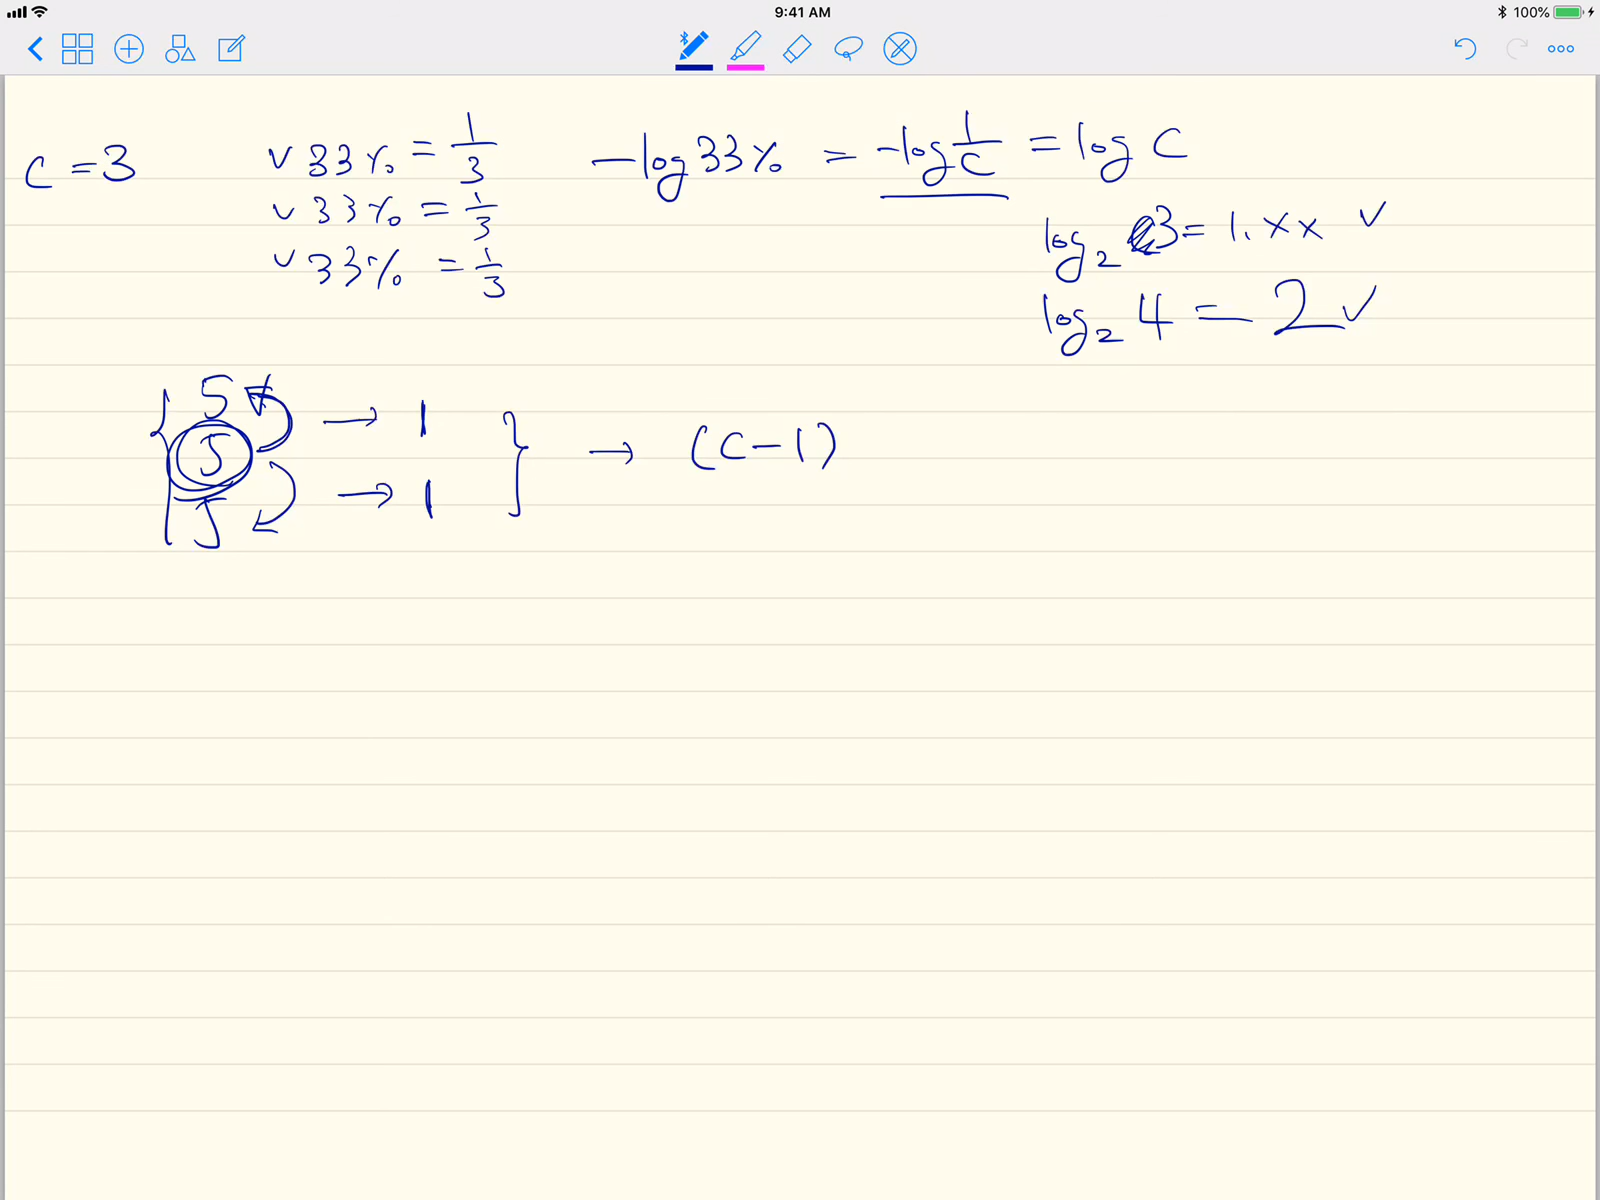 9:41 AM
100%
C = 3
✓ 33% = 1/3
✓ 33% = 1/3
✓ 33% = 1/3
-log 33% = -log 1/C = log C
log₂ 3 = 1.xx ✓
log₂ 4 = 2 ✓
5 → 1
5 → (C-1)
5 → 1